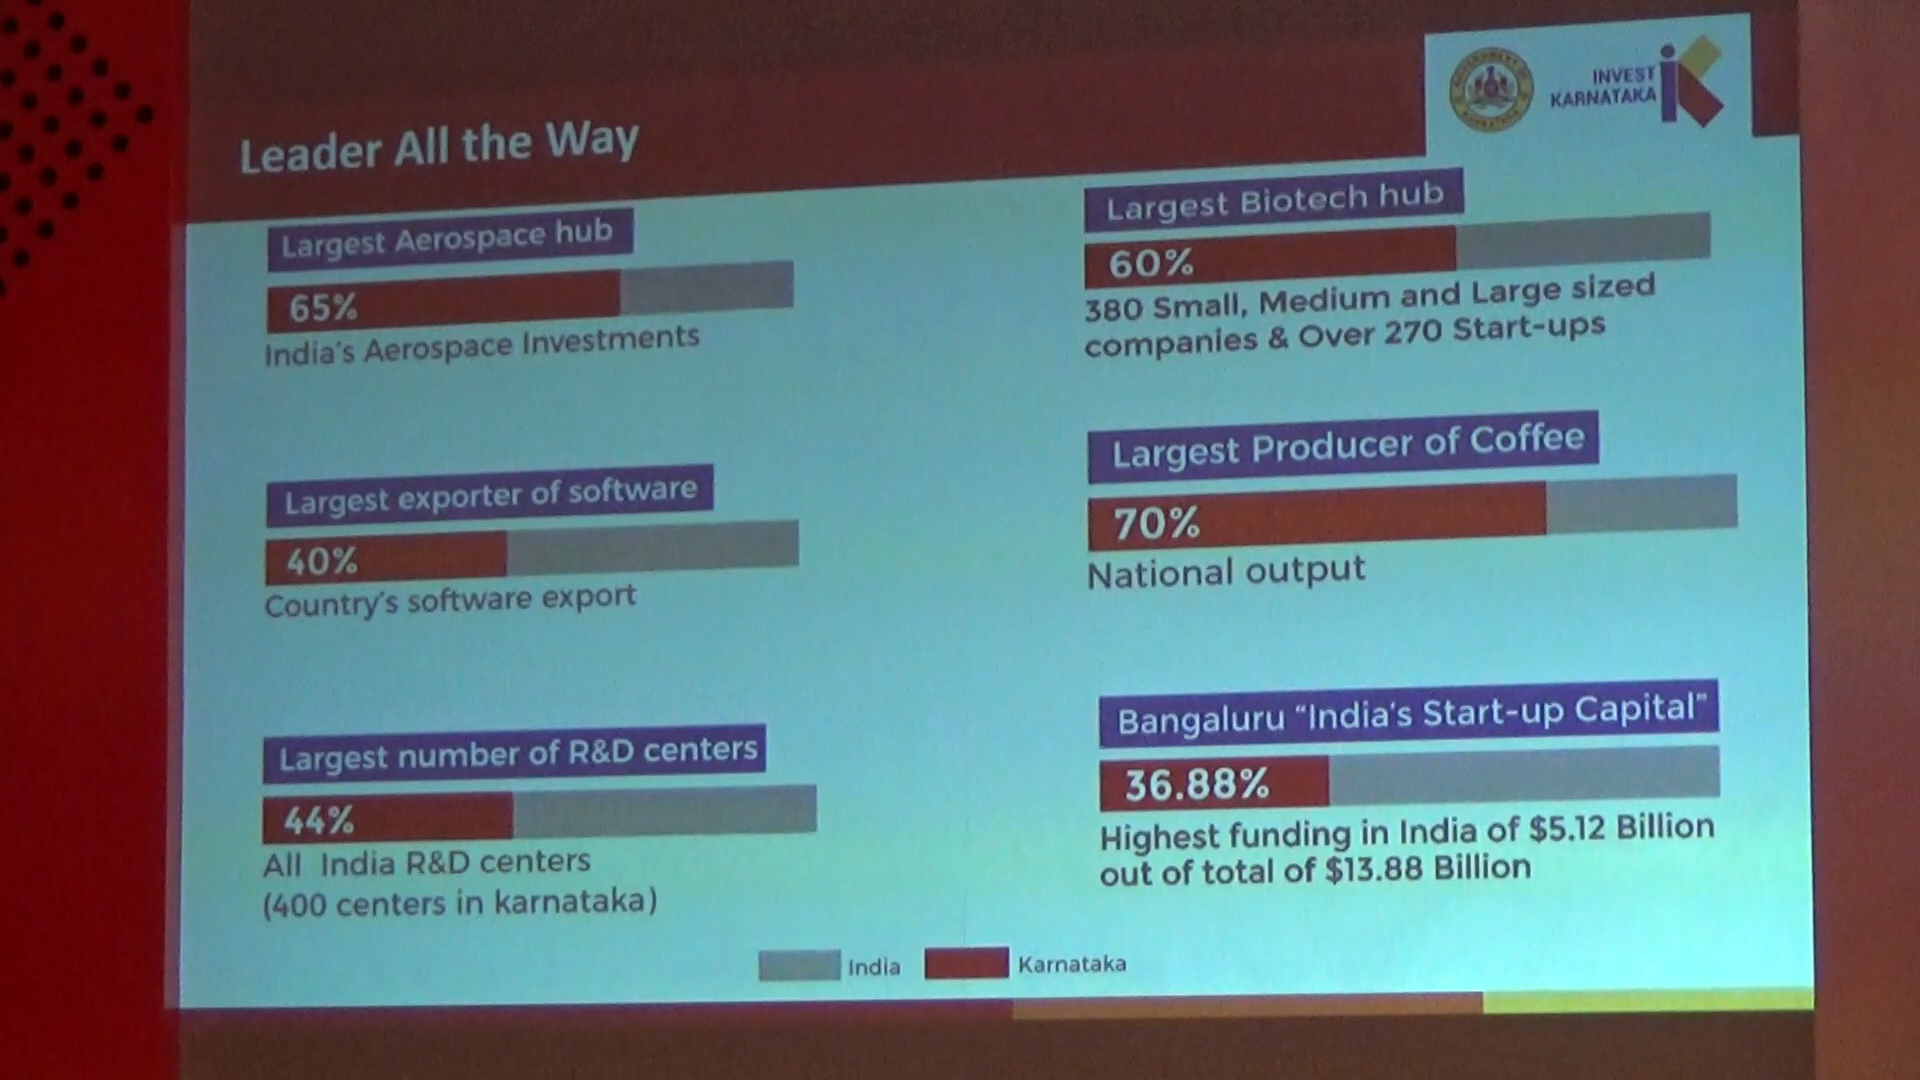 Leader All the Way
INVEST
KARNATAKA
Largest Aerospace hub
65%
India's Aerospace Investments
Largest exporter of software
40%
Country's software export
Largest number of R&D centers
44%
All India R&D centers
(400 centers in karnataka)
Largest Biotech hub
60%
380 Small, Medium and Large sized
companies & Over 270 Start-ups
Largest Producer of Coffee
70%
National output
Bangaluru "India's Start-up Capital"
36.88%
Highest funding in India of $5.12 Billion
out of total of $13.88 Billion
India
Karnataka